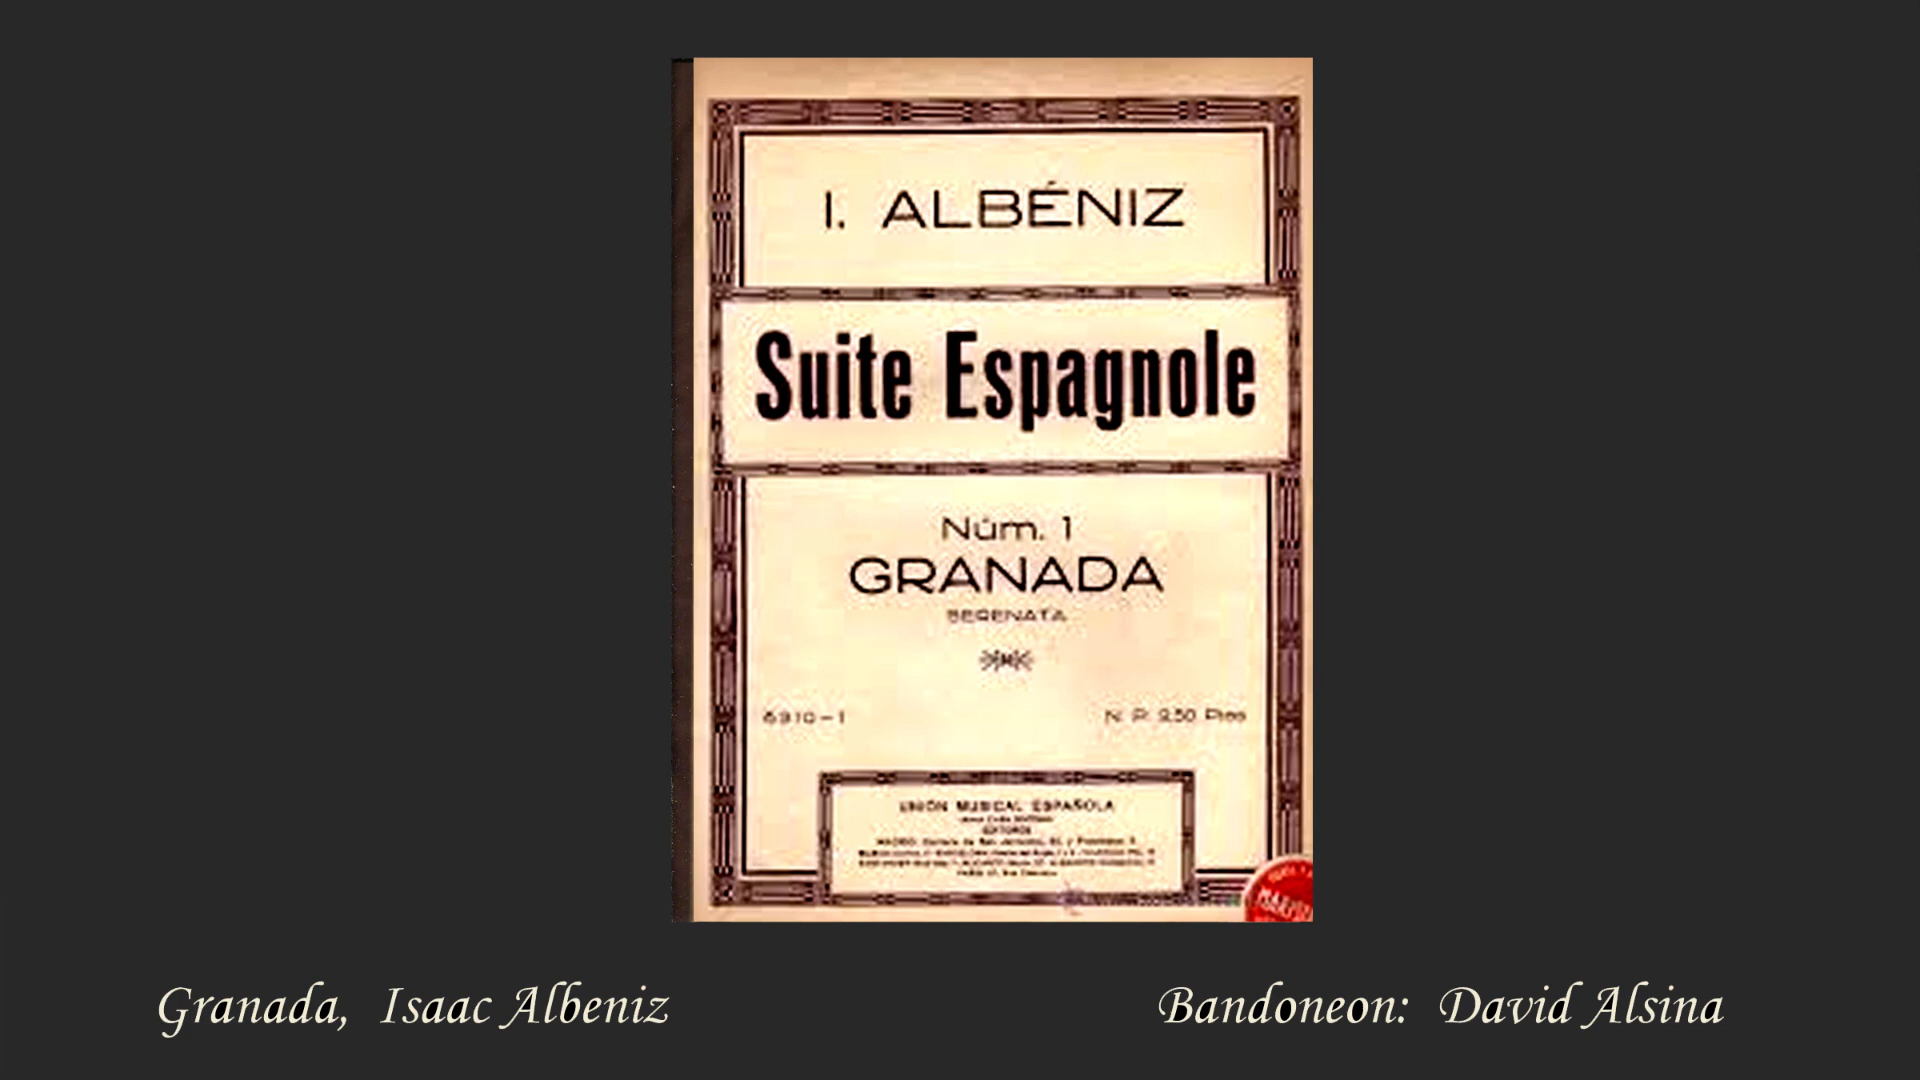 I. ALBÉNIZ
Suite Espagnole
Núm. 1
GRANADA
SERENATA
6910-1 N. P. 2.50 Ptas
UNIÓN MUSICAL ESPAÑOLA
EDITORES
Granada, Isaac Albeniz Bandoneon: David Alsina